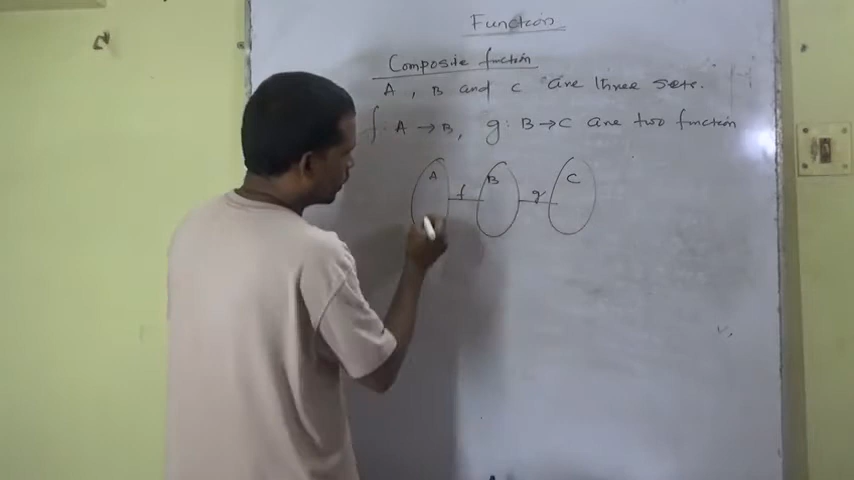 Function
Composite function
A, B and C are three sets.
f: A → B, g: B → C are two function
A f B g C